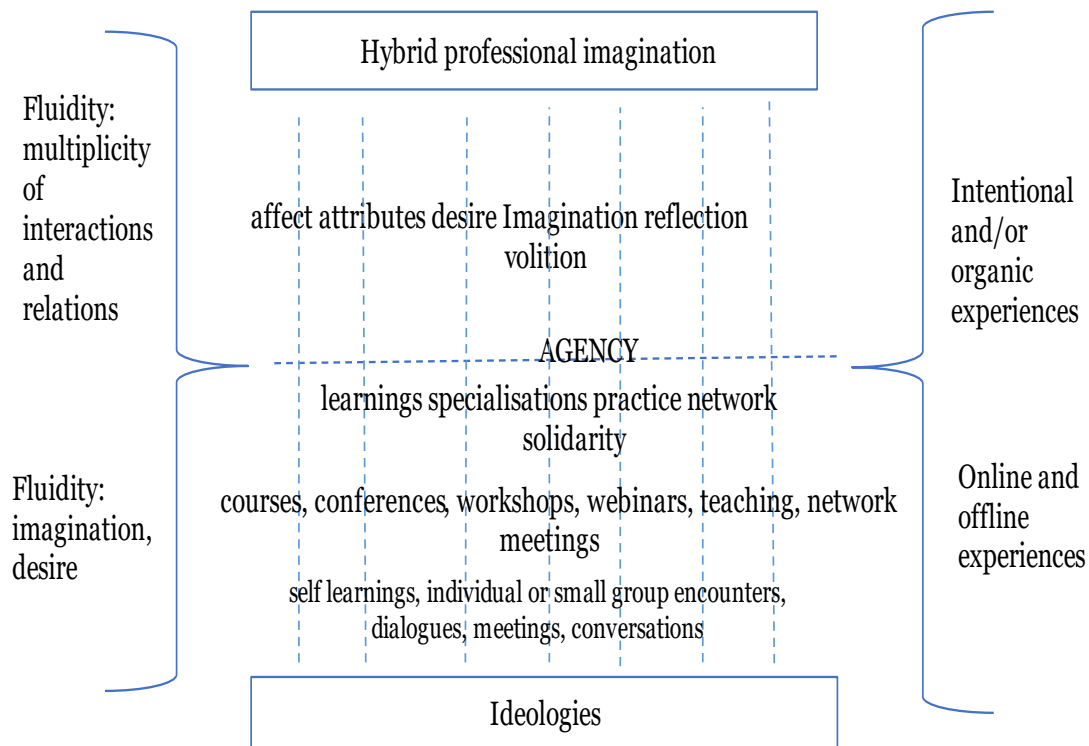 Hybrid professional imagination
Fluidity:
multiplicity
of
interactions
and
relations
affect attributes desire Imagination reflection
volition
Intentional
and/or
organic
experiences
AGENCY
learnings specialisations practice network
solidarity
Fluidity:
imagination,
desire
courses, conferences, workshops, webinars, teaching, network
meetings
Online and
offline
experiences
self learnings, individual or small group encounters,
dialogues, meetings, conversations
Ideologies